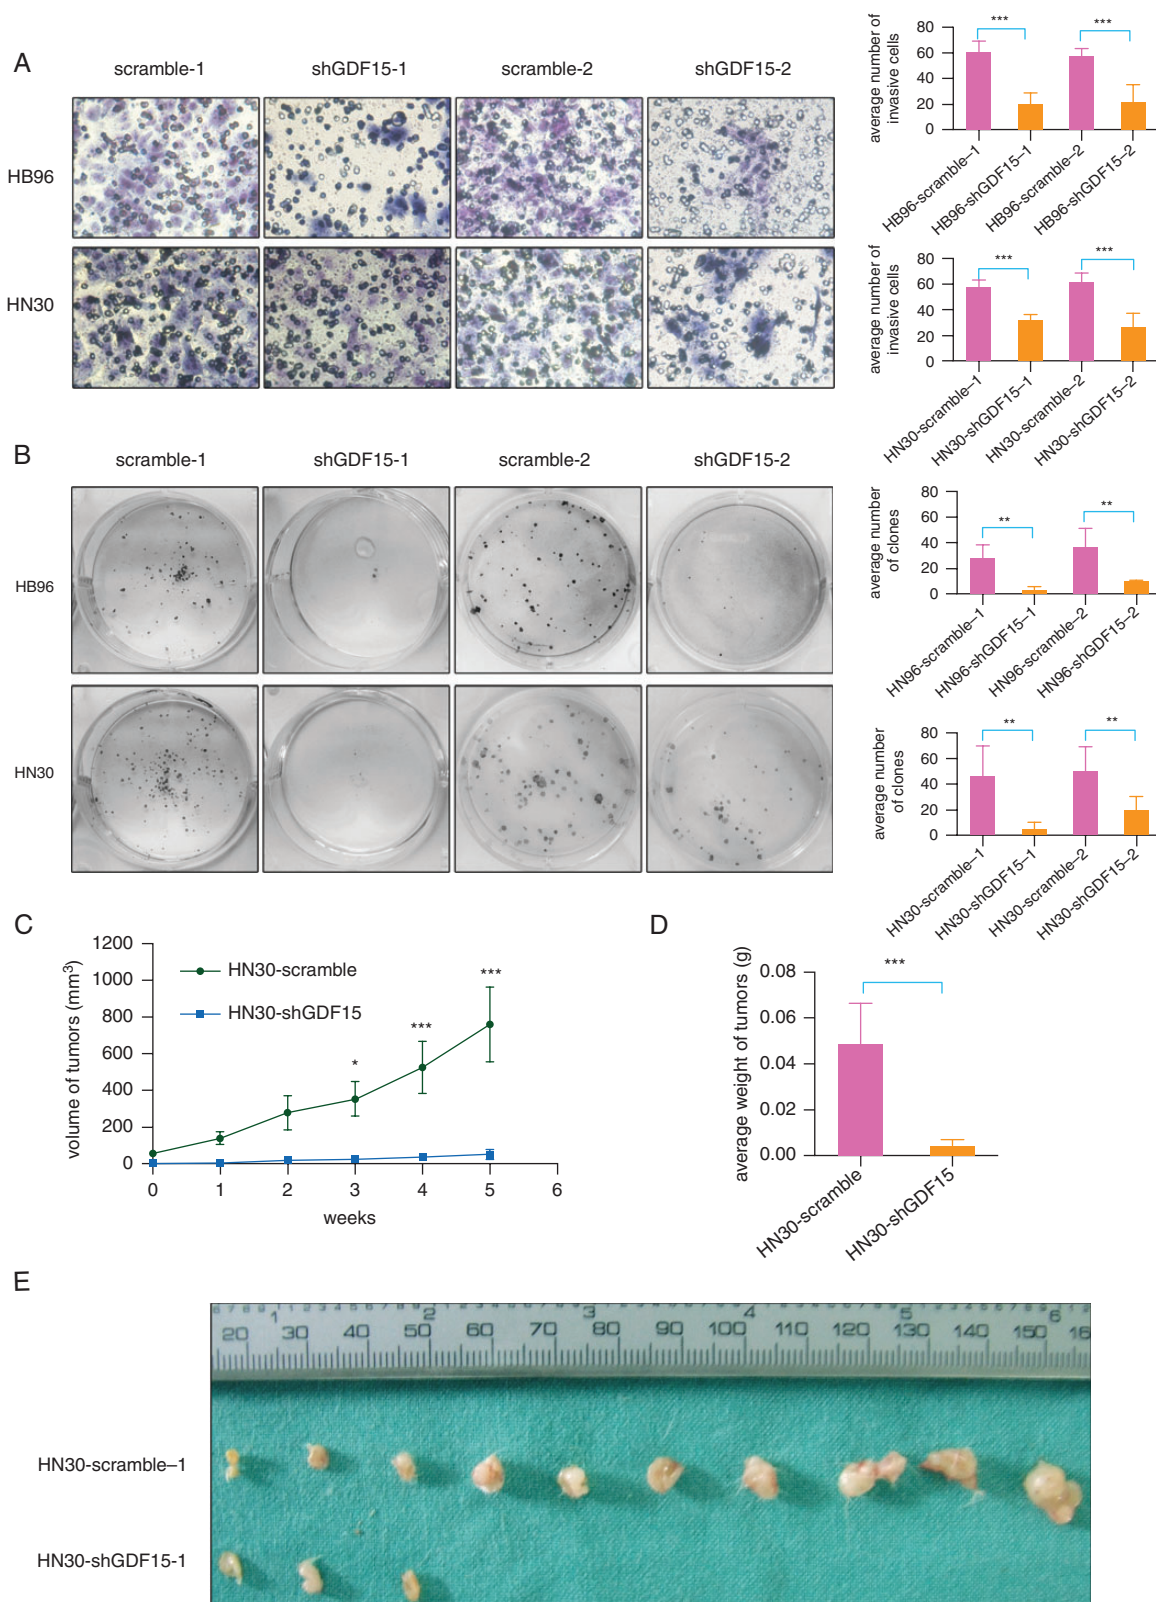 A
scramble-1
shGDF15-1
scramble-2
shGDF15-2
HB96
HN30
average number of
invasive cells
80
60
40
20
0
***
***
HB96-scramble–1
HB96-shGDF15–1
HB96-scramble–2
HB96-shGDF15–2
average number of
invasive cells
80
60
40
20
0
***
***
HN30-scramble–1
HN30-shGDF15–1
HN30-scramble–2
HN30-shGDF15–2
B
scramble-1
shGDF15-1
scramble-2
shGDF15-2
HB96
HN30
average number
of clones
80
60
40
20
0
**
**
HN96-scramble–1
HN96-shGDF15–1
HN96-scramble–2
HN96-shGDF15–2
average number
of clones
80
60
40
20
0
**
**
HN30-scramble–1
HN30-shGDF15–1
HN30-scramble–2
HN30-shGDF15–2
C
volume of tumors (mm³)
1200
1000
800
600
400
200
0
HN30-scramble
HN30-shGDF15
*
***
***
0 1 2 3 4 5 6
weeks
D
average weight of tumors (g)
0.08
0.06
0.04
0.02
0.00
***
HN30-scramble
HN30-shGDF15
E
1 2 3 4 5 6
20 30 40 50 60 70 80 90 100 110 120 130 140 150 16
HN30-scramble–1
HN30-shGDF15-1